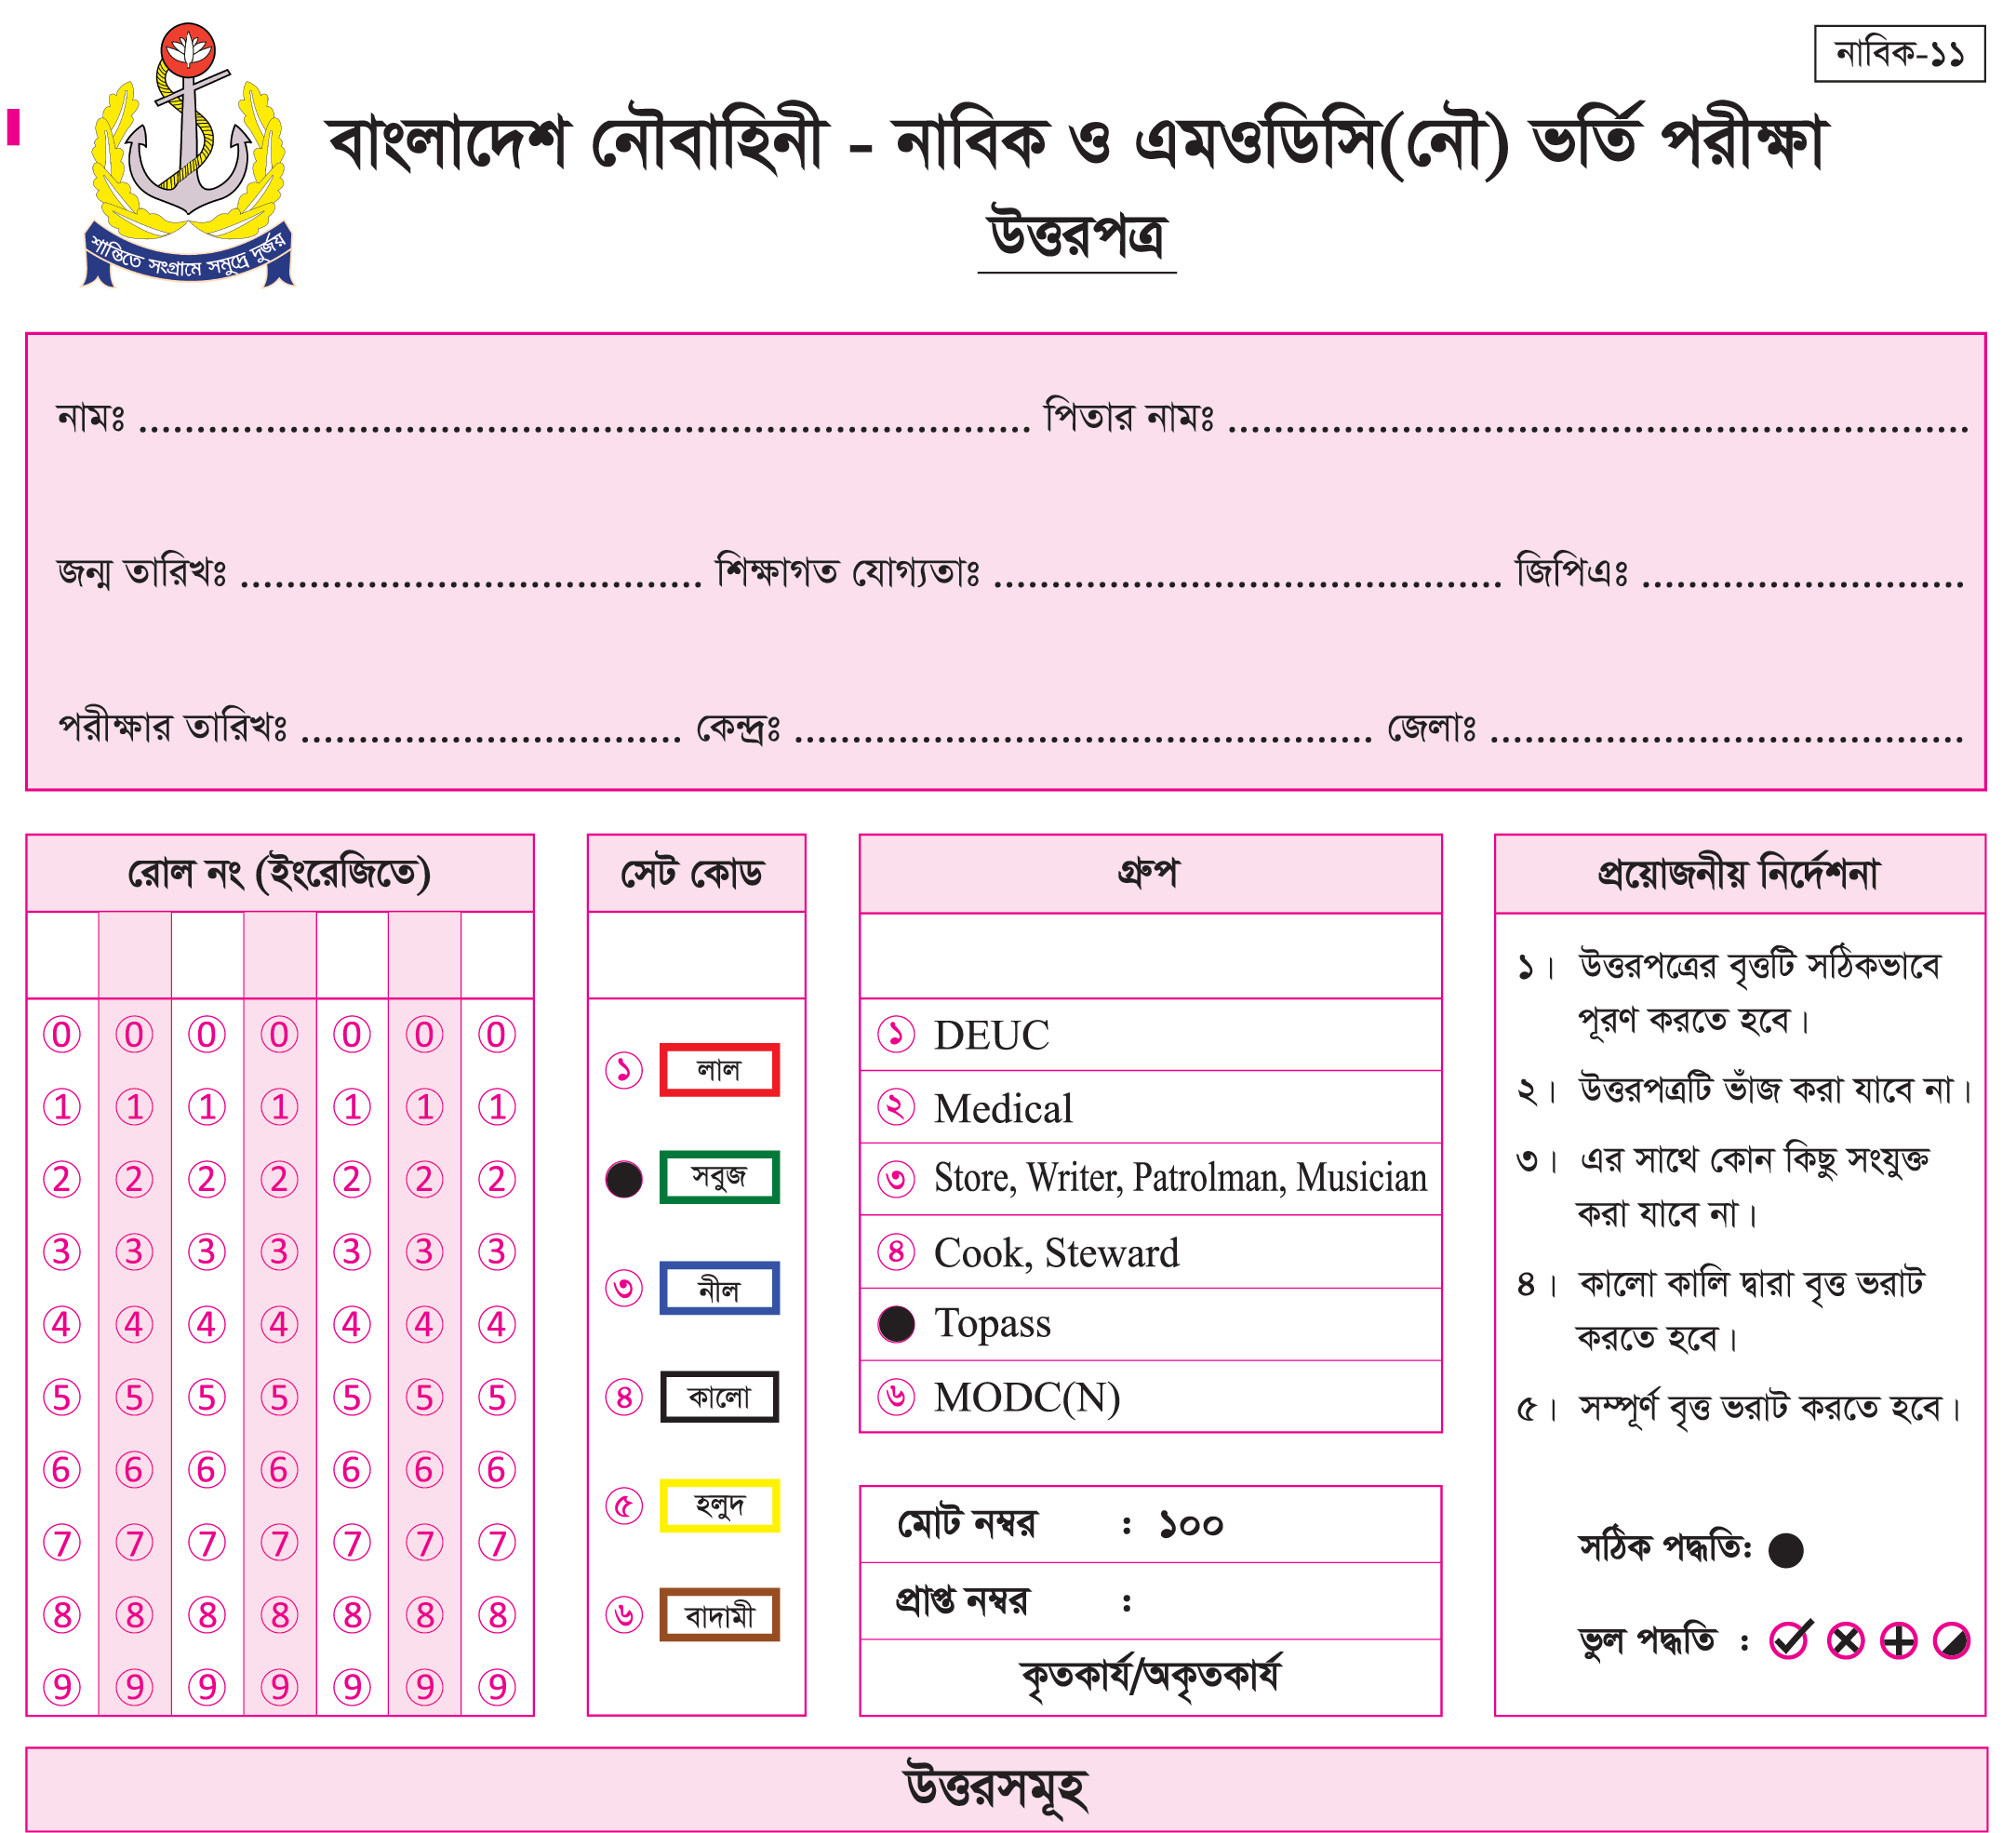 নাবিক-১১
বাংলাদেশ নৌবাহিনী - নাবিক ও এমওডিসি(নৌ) ভর্তি পরীক্ষা
উত্তরপত্র
শান্তিতে সংগ্রামে সমুদ্রে দুর্জয়
নামঃ ........................................ পিতার নামঃ ........................................
জন্ম তারিখঃ ........................................ শিক্ষাগত যোগ্যতাঃ ........................................ জিপিএঃ ........................................
পরীক্ষার তারিখঃ ........................................ কেন্দ্রঃ ........................................ জেলাঃ ........................................
রোল নং (ইংরেজিতে)
0 0 0 0 0 0 0
1 1 1 1 1 1 1
2 2 2 2 2 2 2
3 3 3 3 3 3 3
4 4 4 4 4 4 4
5 5 5 5 5 5 5
6 6 6 6 6 6 6
7 7 7 7 7 7 7
8 8 8 8 8 8 8
9 9 9 9 9 9 9
সেট কোড
১ লাল
সবুজ
৩ নীল
৪ কালো
৫ হলুদ
৬ বাদামী
গ্রুপ
১ DEUC
২ Medical
৩ Store, Writer, Patrolman, Musician
৪ Cook, Steward
Topass
৬ MODC(N)
মোট নম্বর : ১০০
প্রাপ্ত নম্বর :
কৃতকার্য/অকৃতকার্য
প্রয়োজনীয় নির্দেশনা
১। উত্তরপত্রের বৃত্তটি সঠিকভাবে
পূরণ করতে হবে।
২। উত্তরপত্রটি ভাঁজ করা যাবে না।
৩। এর সাথে কোন কিছু সংযুক্ত
করা যাবে না।
৪। কালো কালি দ্বারা বৃত্ত ভরাট
করতে হবে।
৫। সম্পূর্ণ বৃত্ত ভরাট করতে হবে।
সঠিক পদ্ধতি:
ভুল পদ্ধতি :
উত্তরসমূহ